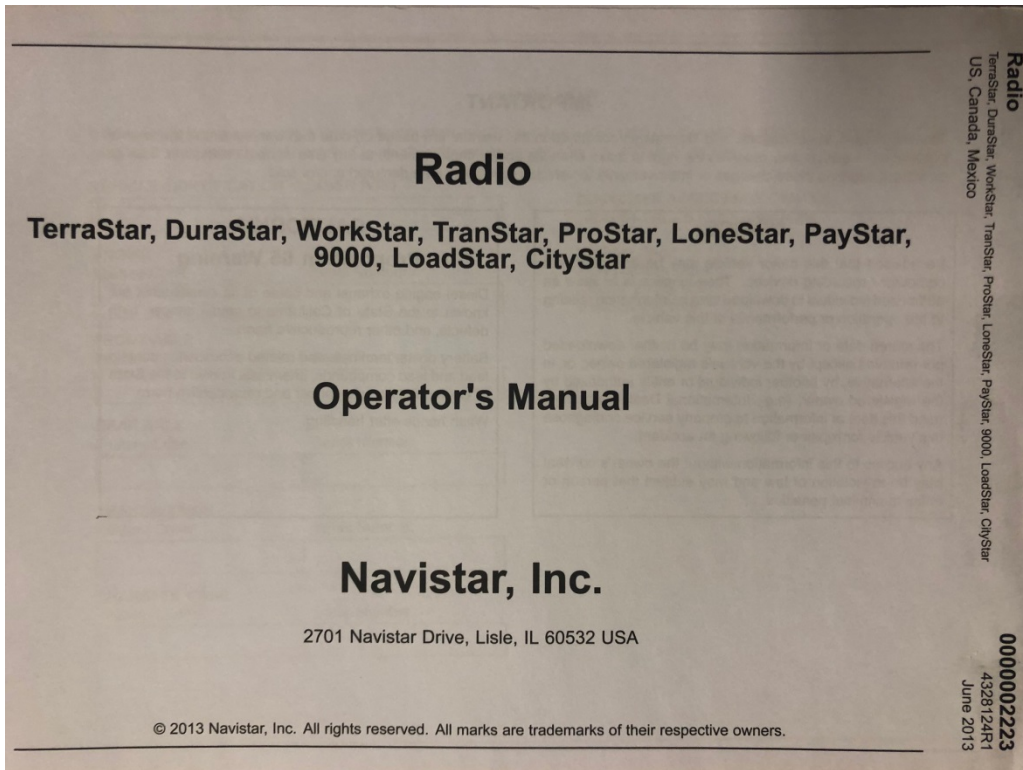 Radio
TerraStar, DuraStar, WorkStar, TranStar, ProStar, LoneStar, PayStar,
9000, LoadStar, CityStar
Operator's Manual
Navistar, Inc.
2701 Navistar Drive, Lisle, IL 60532 USA
© 2013 Navistar, Inc. All rights reserved. All marks are trademarks of their respective owners.
Radio
TerraStar, DuraStar, WorkStar, TranStar, ProStar, LoneStar, PayStar, 9000, LoadStar, CityStar
US, Canada, Mexico
0000002223
4328124R1
June 2013